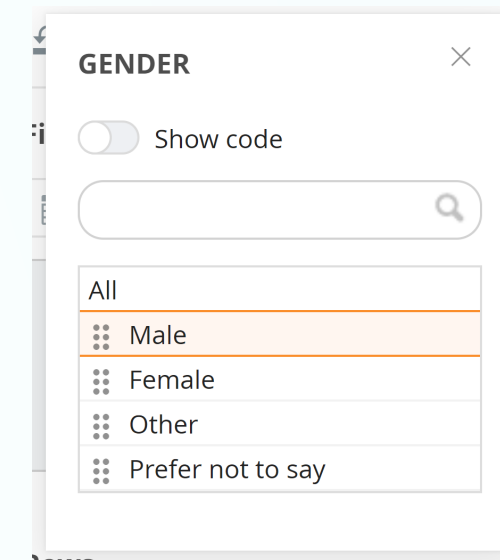 GENDER
Show code
All
Male
Female
Other
Prefer not to say